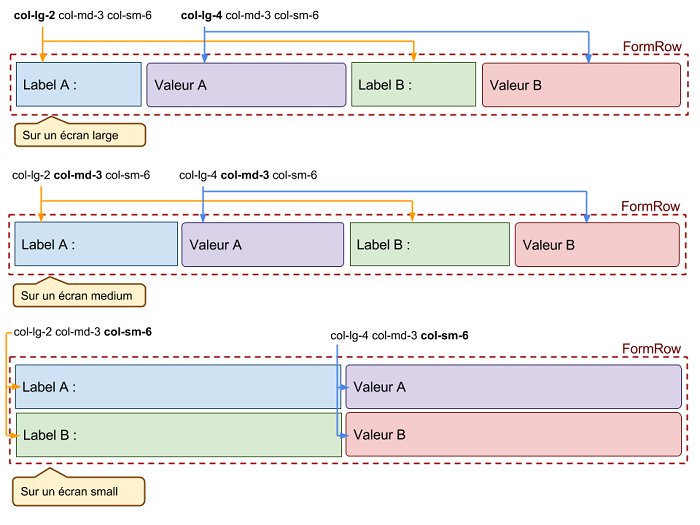 col-lg-2 col-md-3 col-sm-6 col-lg-4 col-md-3 col-sm-6
FormRow
Label A : Valeur A Label B : Valeur B
Sur un écran large
col-lg-2 col-md-3 col-sm-6 col-lg-4 col-md-3 col-sm-6
FormRow
Label A : Valeur A Label B : Valeur B
Sur un écran medium
col-lg-2 col-md-3 col-sm-6 col-lg-4 col-md-3 col-sm-6
FormRow
Label A : Valeur A
Label B : Valeur B
Sur un écran small